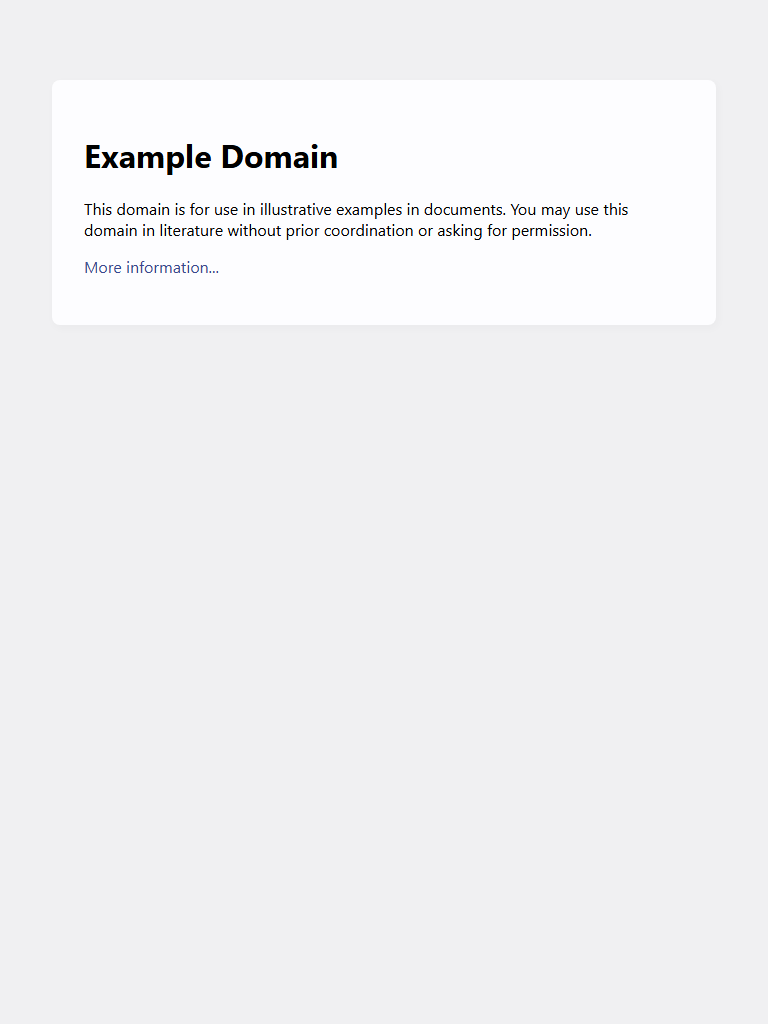 Example Domain
This domain is for use in illustrative examples in documents. You may use this
domain in literature without prior coordination or asking for permission.
More information...